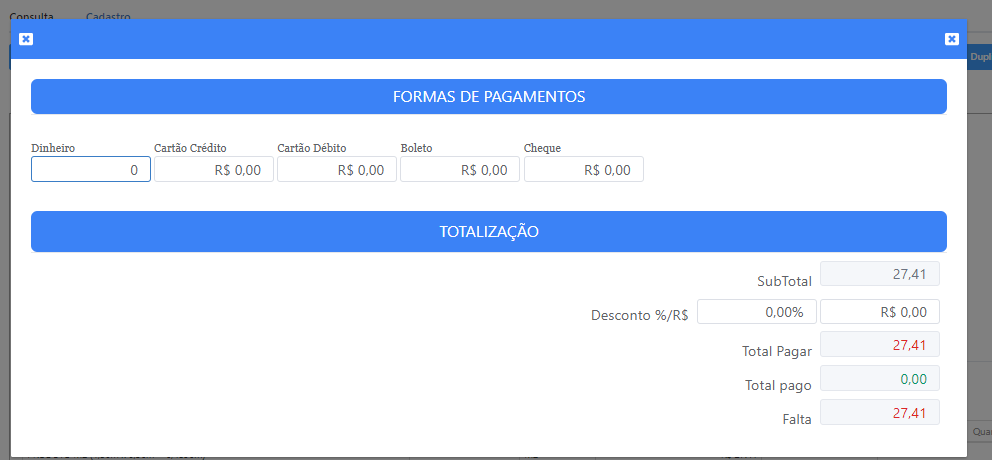 Consulta Cadastro
Dupl
FORMAS DE PAGAMENTOS
Dinheiro Cartão Crédito Cartão Débito Boleto Cheque
0 R$ 0,00 R$ 0,00 R$ 0,00 R$ 0,00
TOTALIZAÇÃO
SubTotal 27,41
Desconto %/R$ 0,00% R$ 0,00
Total Pagar 27,41
Total pago 0,00
Falta 27,41
Quan